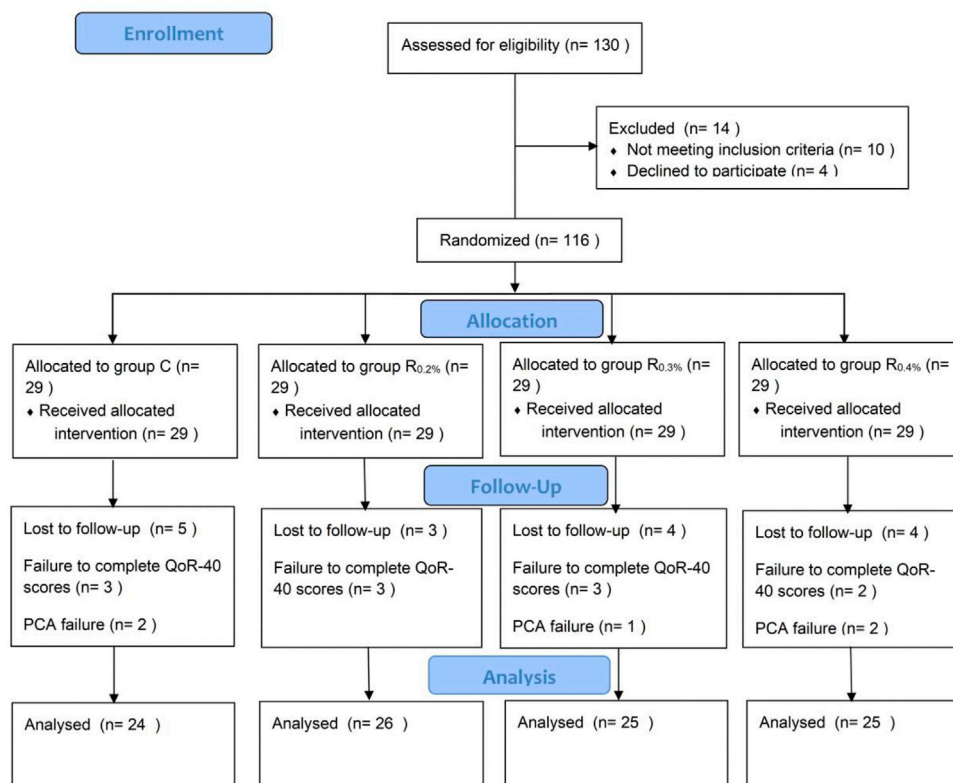 Enrollment
Assessed for eligibility (n= 130)
Excluded (n= 14 )
♦ Not meeting inclusion criteria (n= 10 )
♦ Declined to participate (n= 4 )
Randomized (n= 116 )
Allocation
Allocated to group C (n=
29 )
♦ Received allocated
intervention (n= 29 )
Allocated to group R0.2% (n=
29 )
♦ Received allocated
intervention (n= 29 )
Allocated to group R0.3% (n=
29 )
♦ Received allocated
intervention (n= 29 )
Allocated to group R0.4% (n=
29 )
♦ Received allocated
intervention (n= 29 )
Follow-Up
Lost to follow-up (n= 5 )
Failure to complete QoR-40
scores (n= 3 )
PCA failure (n= 2 )
Lost to follow-up (n= 3 )
Failure to complete QoR-
40 scores (n= 3 )
Lost to follow-up (n= 4 )
Failure to complete QoR-40
scores (n= 3 )
PCA failure (n= 1 )
Lost to follow-up (n= 4 )
Failure to complete QoR-
40 scores (n= 2 )
PCA failure (n= 2 )
Analysis
Analysed (n= 24 )
Analysed (n= 26 )
Analysed (n= 25 )
Analysed (n= 25 )